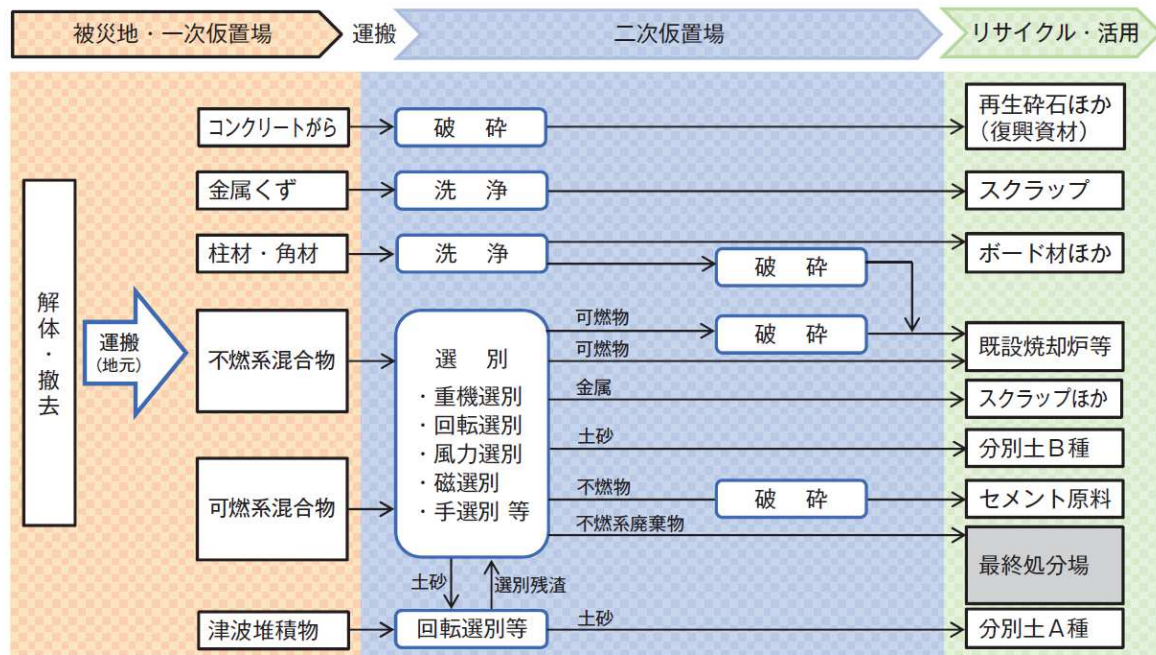 被災地・一次仮置場
運搬
二次仮置場
リサイクル・活用
解体・撤去
運搬
(地元)
コンクリートがら
破 砕
再生砕石ほか
(復興資材)
金属くず
洗 浄
スクラップ
柱材・角材
洗 浄
破 砕
ボード材ほか
不燃系混合物
可燃系混合物
選 別
・重機選別
・回転選別
・風力選別
・磁選別
・手選別 等
可燃物
破 砕
可燃物
既設焼却炉等
金属
スクラップほか
土砂
分別土B種
不燃物
破 砕
セメント原料
不燃系廃棄物
最終処分場
土砂
選別残渣
津波堆積物
回転選別等
土砂
分別土A種